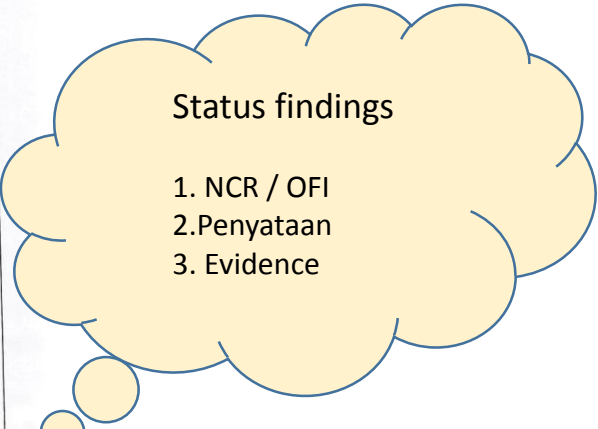 Status findings
1. NCR / OFI
2.Penyataan
3. Evidence